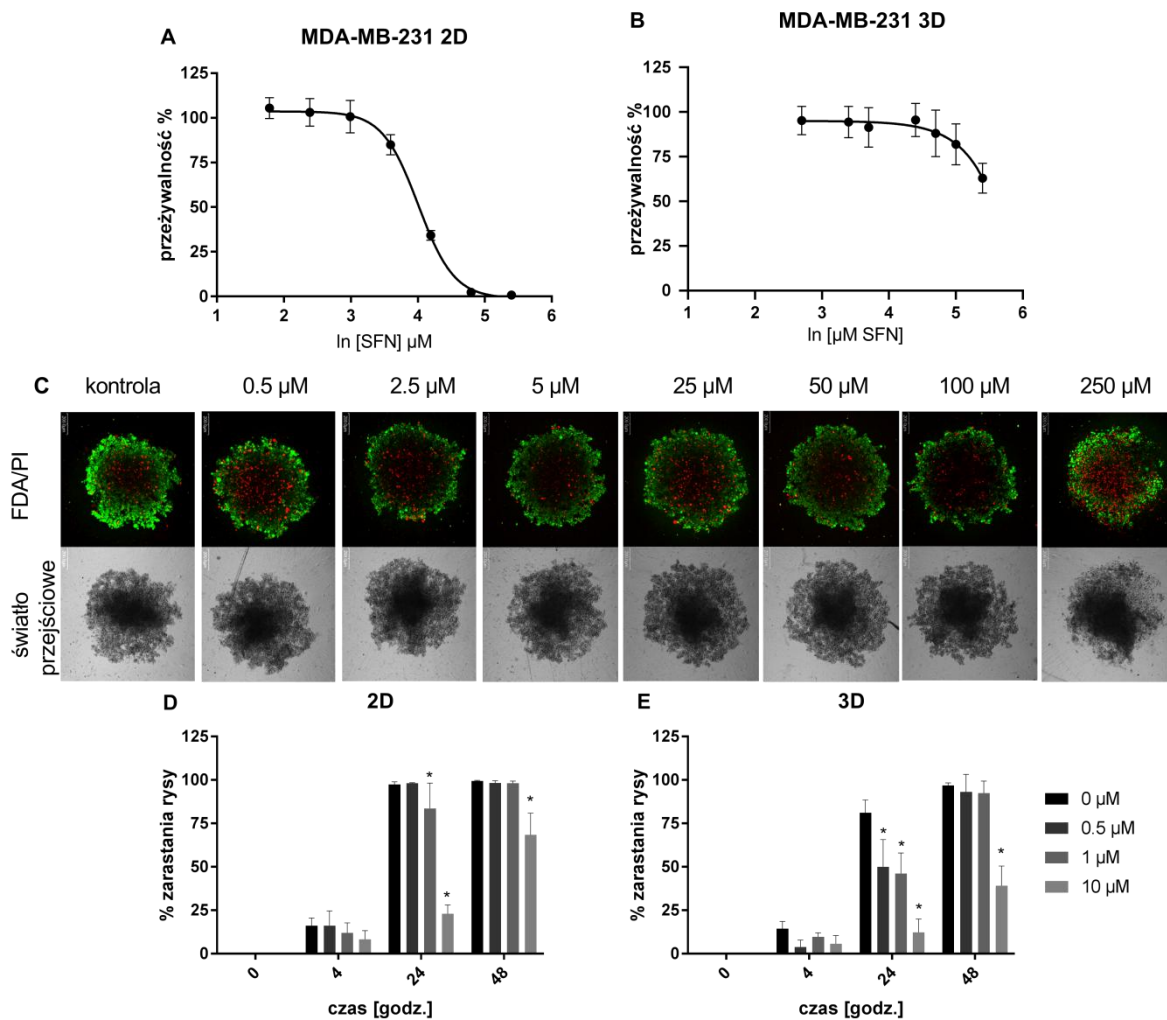 A
MDA-MB-231 2D
przeżywalność %
125
100
75
50
25
0
1 2 3 4 5 6
ln [SFN] µM
B
MDA-MB-231 3D
przeżywalność %
125
100
75
50
25
0
1 2 3 4 5 6
ln [µM SFN]
C
kontrola 0.5 µM 2.5 µM 5 µM 25 µM 50 µM 100 µM 250 µM
FDA/PI
światło
przejściowe
D
2D
% zarastania rysy
125
100
75
50
25
0
* * *
0 4 24 48
czas [godz.]
E
3D
% zarastania rysy
125
100
75
50
25
0
* * * *
0 4 24 48
czas [godz.]
0 µM
0.5 µM
1 µM
10 µM